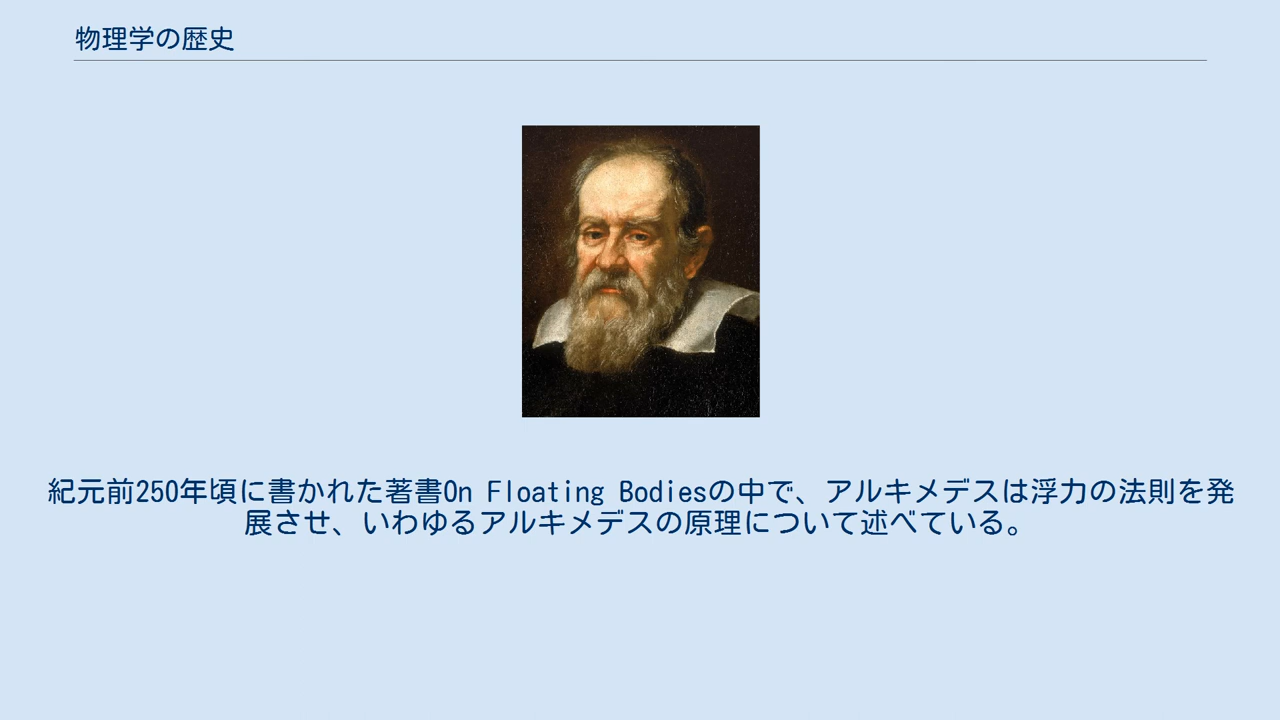 物理学の歴史
紀元前250年頃に書かれた著書On Floating Bodiesの中で、アルキメデスは浮力の法則を発
展させ、いわゆるアルキメデスの原理について述べている。